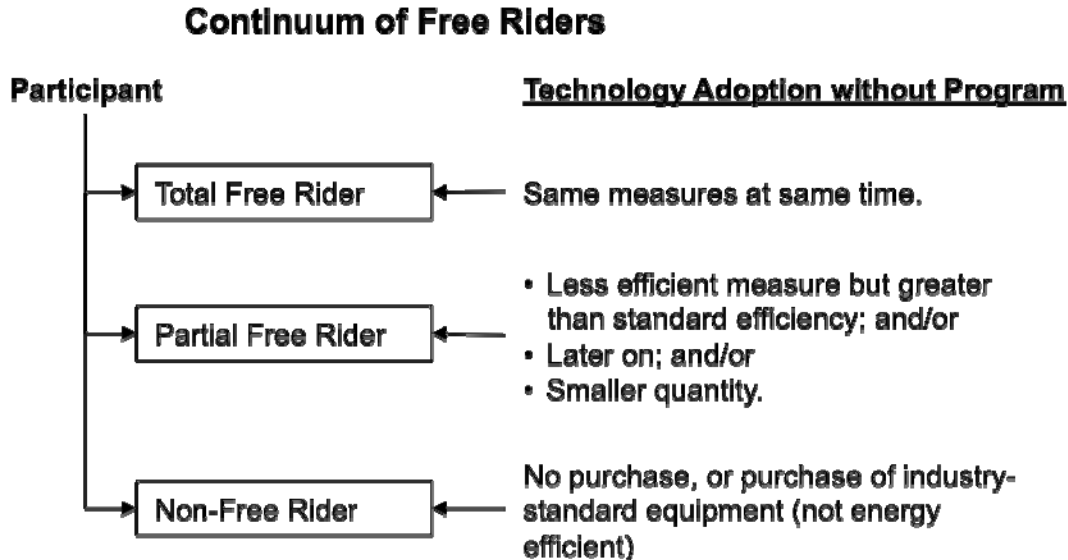 Continuum of Free Riders
Participant
Technology Adoption without Program
Total Free Rider
Same measures at same time.
Partial Free Rider
• Less efficient measure but greater
than standard efficiency; and/or
• Later on; and/or
• Smaller quantity.
Non-Free Rider
No purchase, or purchase of industry-
standard equipment (not energy
efficient)